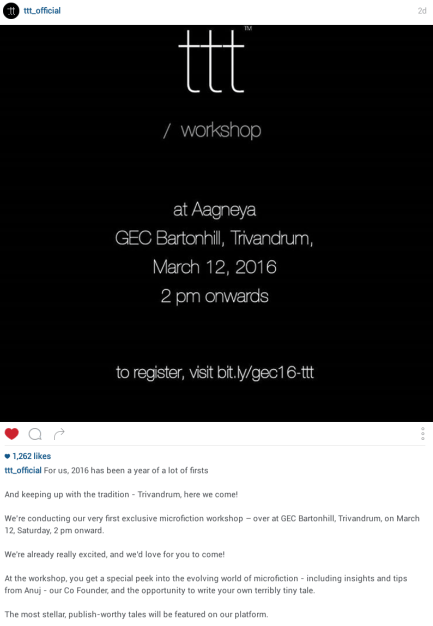 ttt_official
2d
ttt
TM
/ workshop
at Aagneya
GEC Bartonhill, Trivandrum,
March 12, 2016
2 pm onwards
to register, visit bit.ly/gec16-ttt
1,262 likes
ttt_official For us, 2016 has been a year of a lot of firsts
And keeping up with the tradition - Trivandrum, here we come!
We're conducting our very first exclusive microfiction workshop – over at GEC Bartonhill, Trivandrum, on March
12, Saturday, 2 pm onward.
We're already really excited, and we'd love for you to come!
At the workshop, you get a special peek into the evolving world of microfiction - including insights and tips
from Anuj - our Co Founder, and the opportunity to write your own terribly tiny tale.
The most stellar, publish-worthy tales will be featured on our platform.